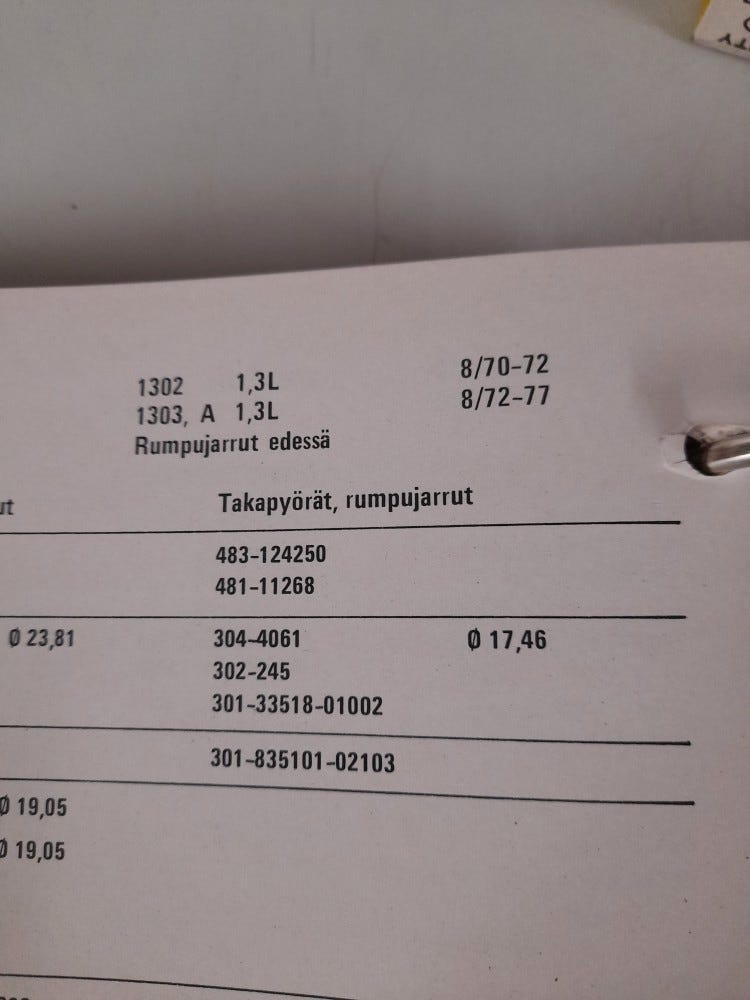 1302 1,3L 8/70-72
1303, A 1,3L 8/72-77
Rumpujarrut edessä
ut Takapyörät, rumpujarrut
483-124250
481-11268
Ø 23,81 304-4061 Ø 17,46
302-245
301-33518-01002
301-835101-02103
Ø 19,05
Ø 19,05